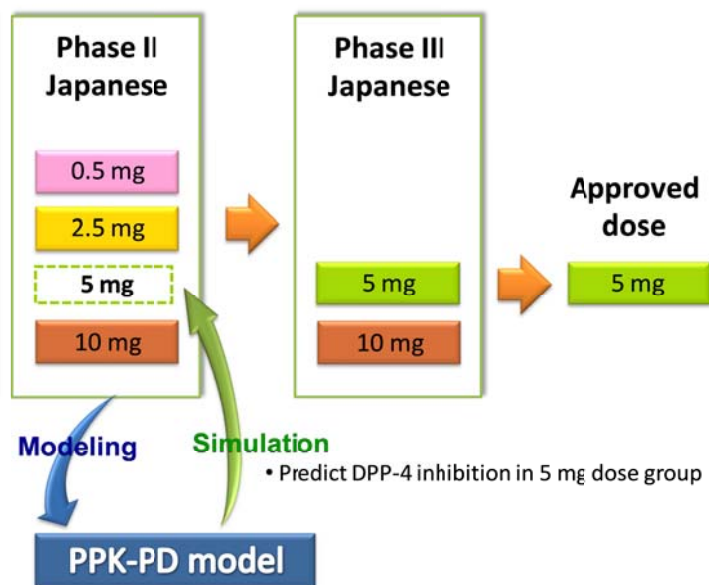 Phase II
Japanese
0.5 mg
2.5 mg
5 mg
10 mg
Phase III
Japanese
5 mg
10 mg
Approved
dose
5 mg
Modeling
Simulation
• Predict DPP-4 inhibition in 5 mg dose group
PPK-PD model